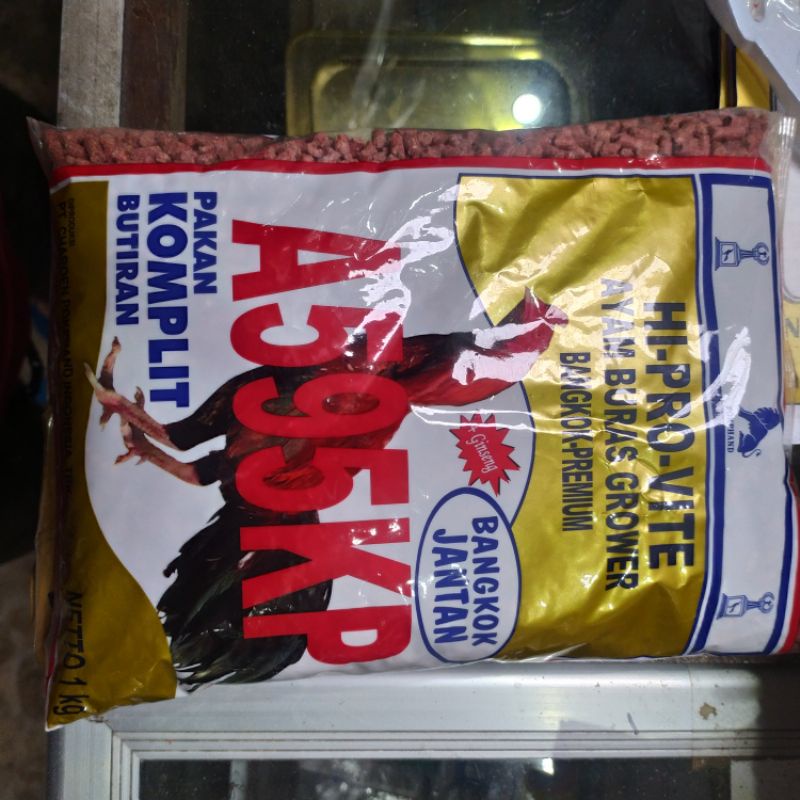 HI-PRO-VITE
AYAM BURAS GROWER
BANGKOK-PREMIUM
+ Ginseng
BANGKOK
JANTAN
A595KP
PAKAN
KOMPLIT
BUTIRAN
NETTO 1 kg